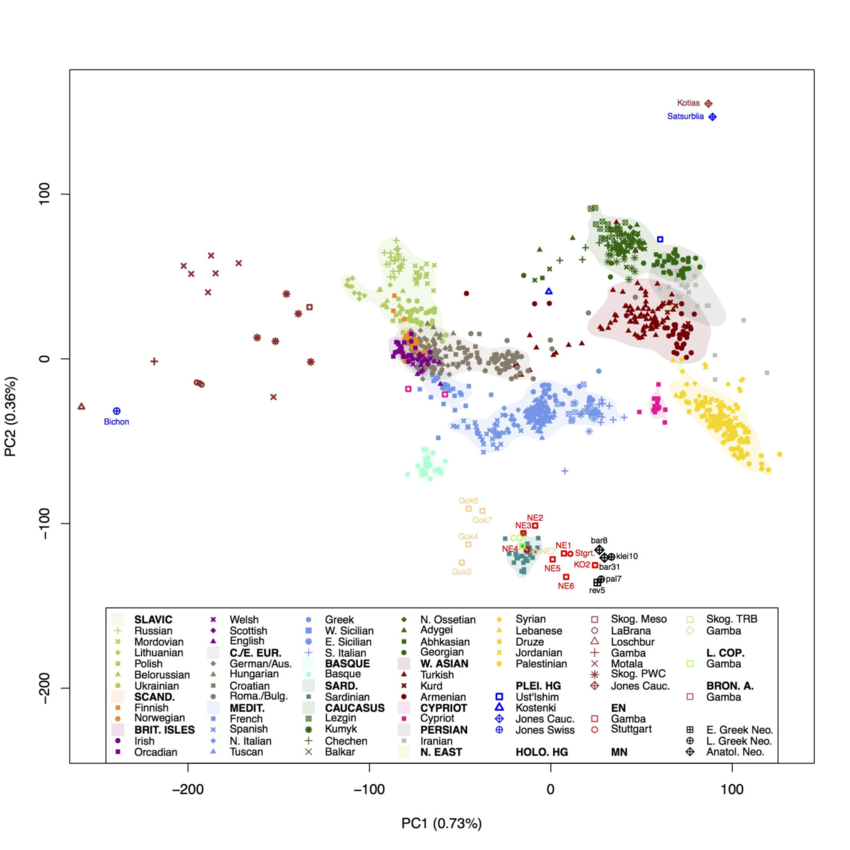 Kotias
Satsurblia
100
0
-100
-200
PC2 (0.36%)
Bichon
Gok5
Gok7
Gok4
Gok2
NE2
NE3
NE4
NE7
NE1
Stgrt.
NE5
KO2
NE6
bar8
klei10
bar31
pal7
rev5
SLAVIC
Russian
Mordovian
Lithuanian
Polish
Belorussian
Ukrainian
SCAND.
Finnish
Norwegian
BRIT. ISLES
Irish
Orcadian
Welsh
Scottish
English
C./E. EUR.
German/Aus.
Hungarian
Croatian
Roma./Bulg.
MEDIT.
French
Spanish
N. Italian
Tuscan
Greek
W. Sicilian
E. Sicilian
S. Italian
BASQUE
Basque
SARD.
Sardinian
CAUCASUS
Lezgin
Kumyk
Chechen
Balkar
N. Ossetian
Adygei
Abhkasian
Georgian
W. ASIAN
Turkish
Kurd
Armenian
CYPRIOT
Cypriot
PERSIAN
Iranian
N. EAST
Syrian
Lebanese
Druze
Jordanian
Palestinian
PLEI. HG
Ust'ishim
Kostenki
Jones Cauc.
Jones Swiss
HOLO. HG
Skog. Meso
LaBrana
Loschbur
Gamba
Motala
Skog. PWC
Jones Cauc.
EN
Gamba
Stuttgart
MN
Skog. TRB
Gamba
L. COP.
Gamba
BRON. A.
Gamba
E. Greek Neo.
L. Greek Neo.
Anatol. Neo.
-200
-100
0
100
PC1 (0.73%)